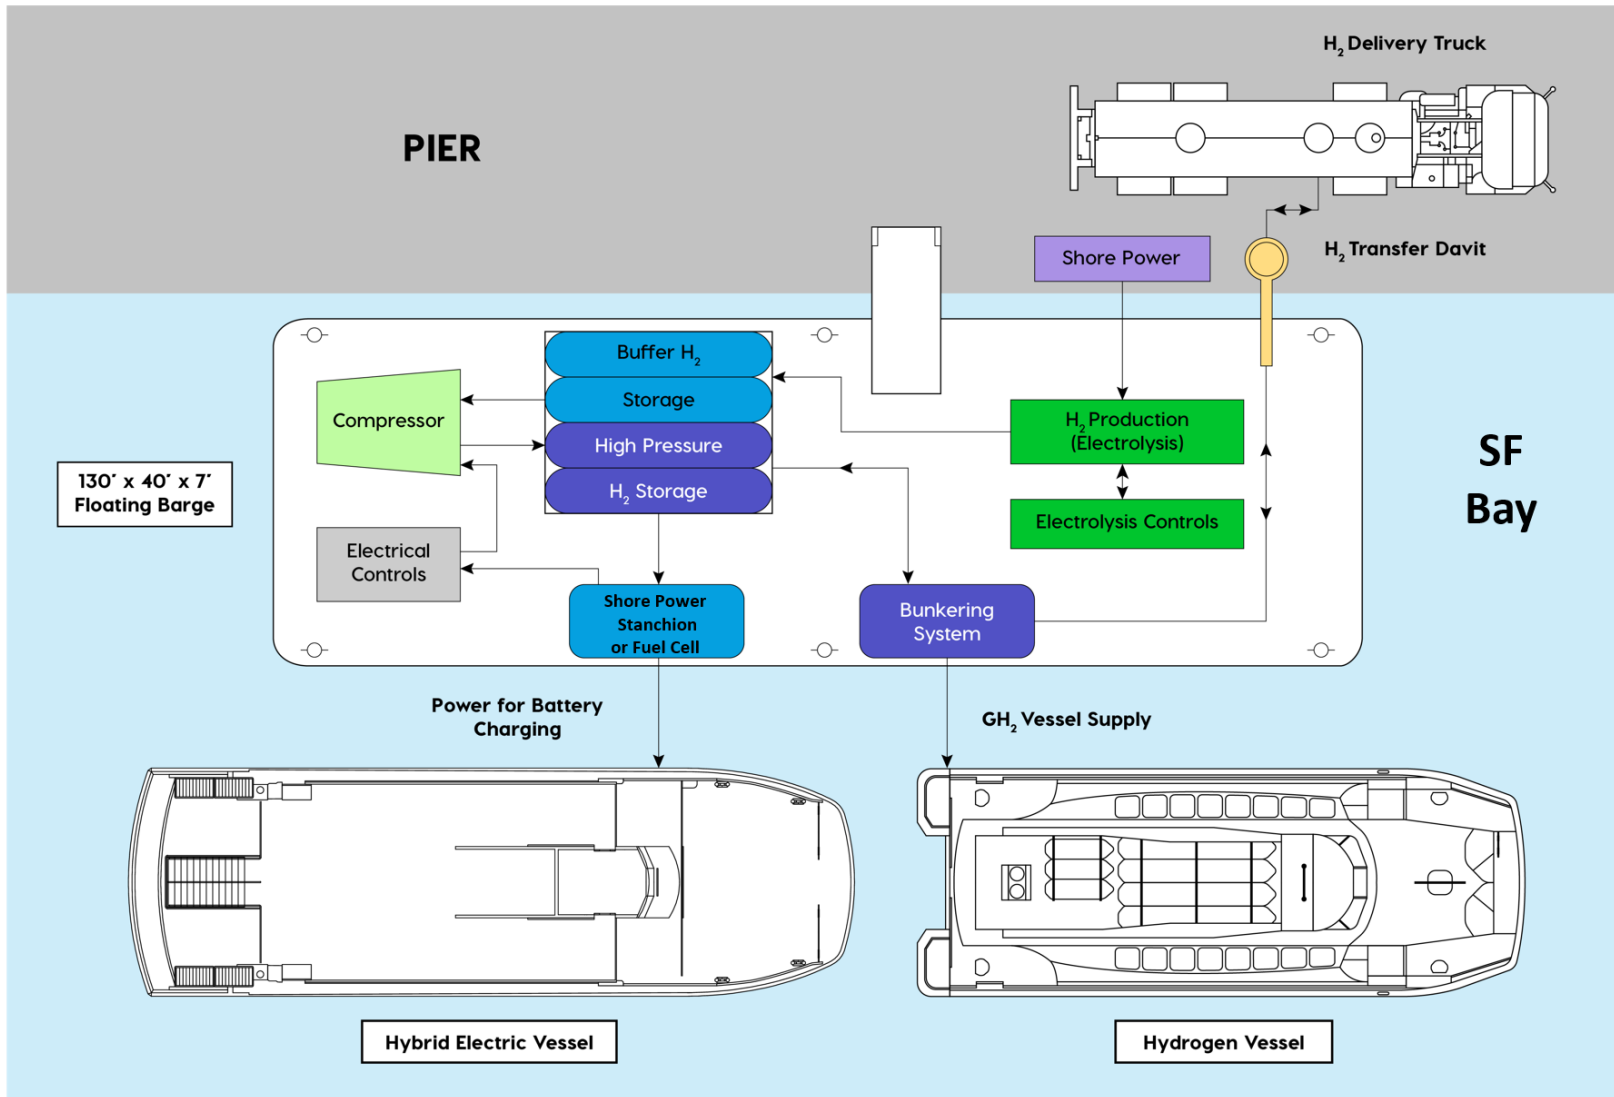 H₂ Delivery Truck
PIER
H₂ Transfer Davit
Shore Power
Buffer H₂
Storage
High Pressure
H₂ Storage
Compressor
H₂ Production
(Electrolysis)
Electrolysis Controls
SF
Bay
130' x 40' x 7'
Floating Barge
Electrical
Controls
Shore Power
Stanchion
or Fuel Cell
Bunkering
System
Power for Battery
Charging
GH₂ Vessel Supply
Hybrid Electric Vessel
Hydrogen Vessel